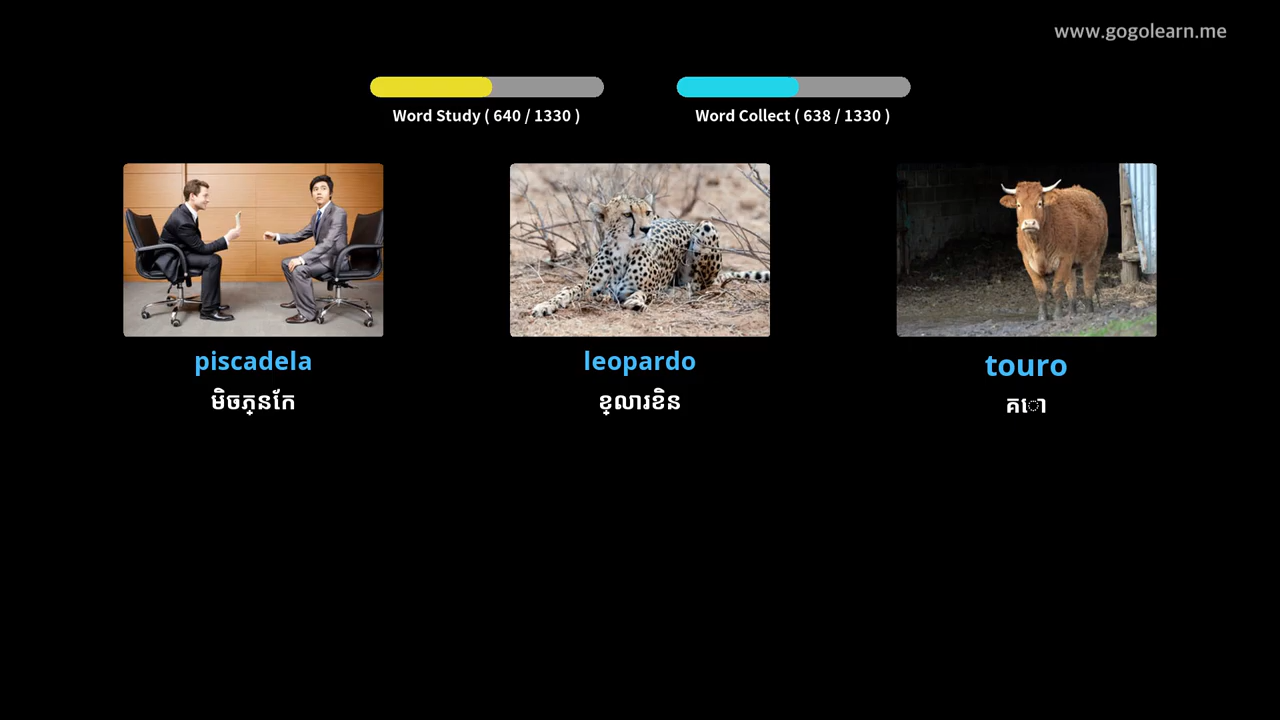 www.gogolearn.me
Word Study ( 640 / 1330 )
Word Collect ( 638 / 1330 )
piscadela
leopardo
touro
មិចភ្នែក
ខ្លារខិន
គោ